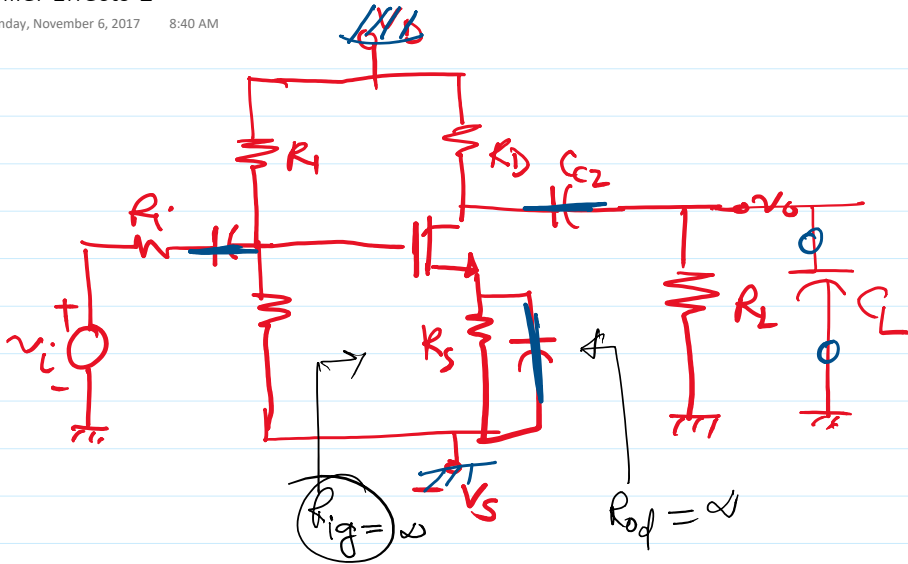 nday, November 6, 2017 8:40 AM
R1
RD
CC2
Ri
vo
+
vi
-
RS
RL
CL
- VS
Rig = ∞
Rod = ∞